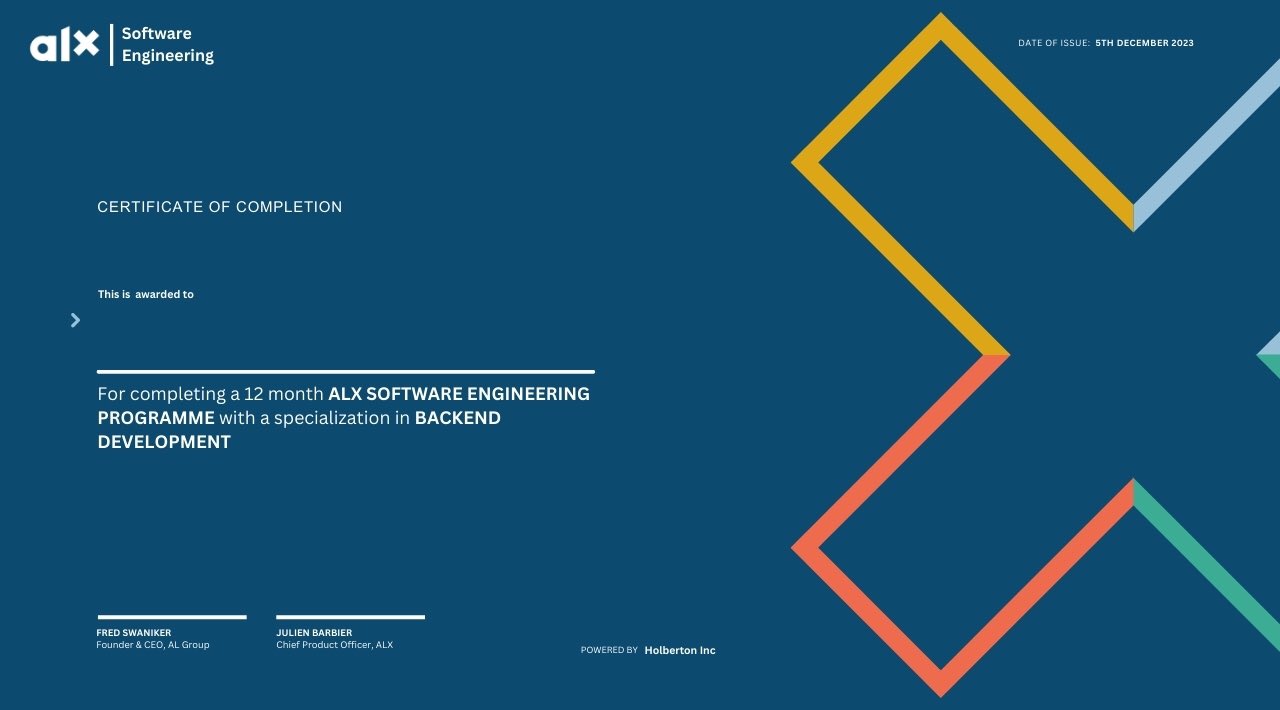 alx
Software
Engineering
DATE OF ISSUE: 5TH DECEMBER 2023
CERTIFICATE OF COMPLETION
This is awarded to
For completing a 12 month ALX SOFTWARE ENGINEERING
PROGRAMME with a specialization in BACKEND
DEVELOPMENT
FRED SWANIKER
Founder & CEO, AL Group
JULIEN BARBIER
Chief Product Officer, ALX
POWERED BY Holberton Inc